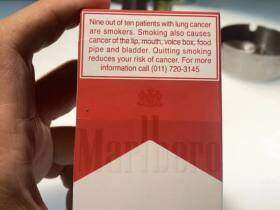 Nine out of ten patients with lung cancer
are smokers. Smoking also causes
cancer of the lip, mouth, voice box, food
pipe and bladder. Quitting smoking
reduces your risk of cancer. For more
information call (011) 720-3145
Marlboro